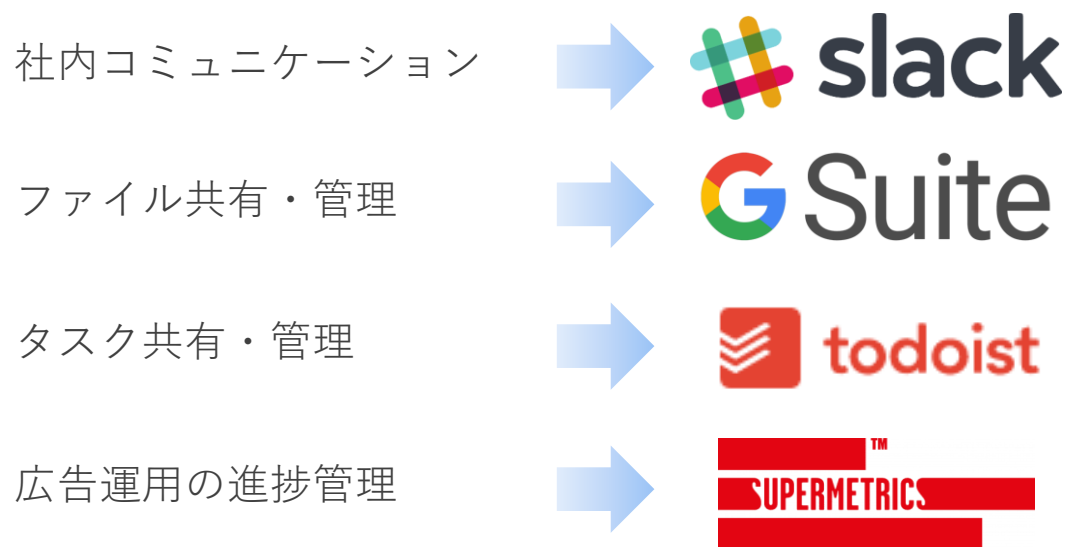 社内コミュニケーション
slack
ファイル共有・管理
G Suite
タスク共有・管理
todoist
広告運用の進捗管理
TM
SUPERMETRICS